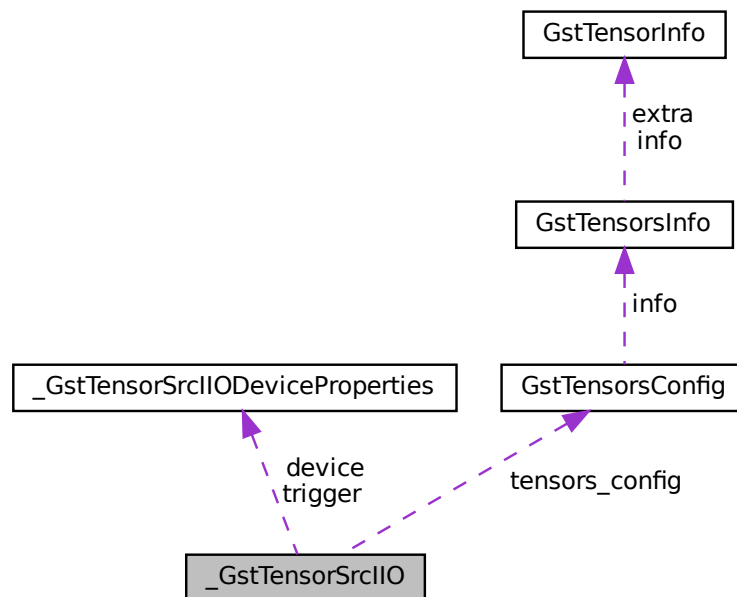 GstTensorInfo
extra
info
GstTensorsInfo
info
_GstTensorSrcIIODeviceProperties
GstTensorsConfig
device
trigger
tensors_config
_GstTensorSrcIIO